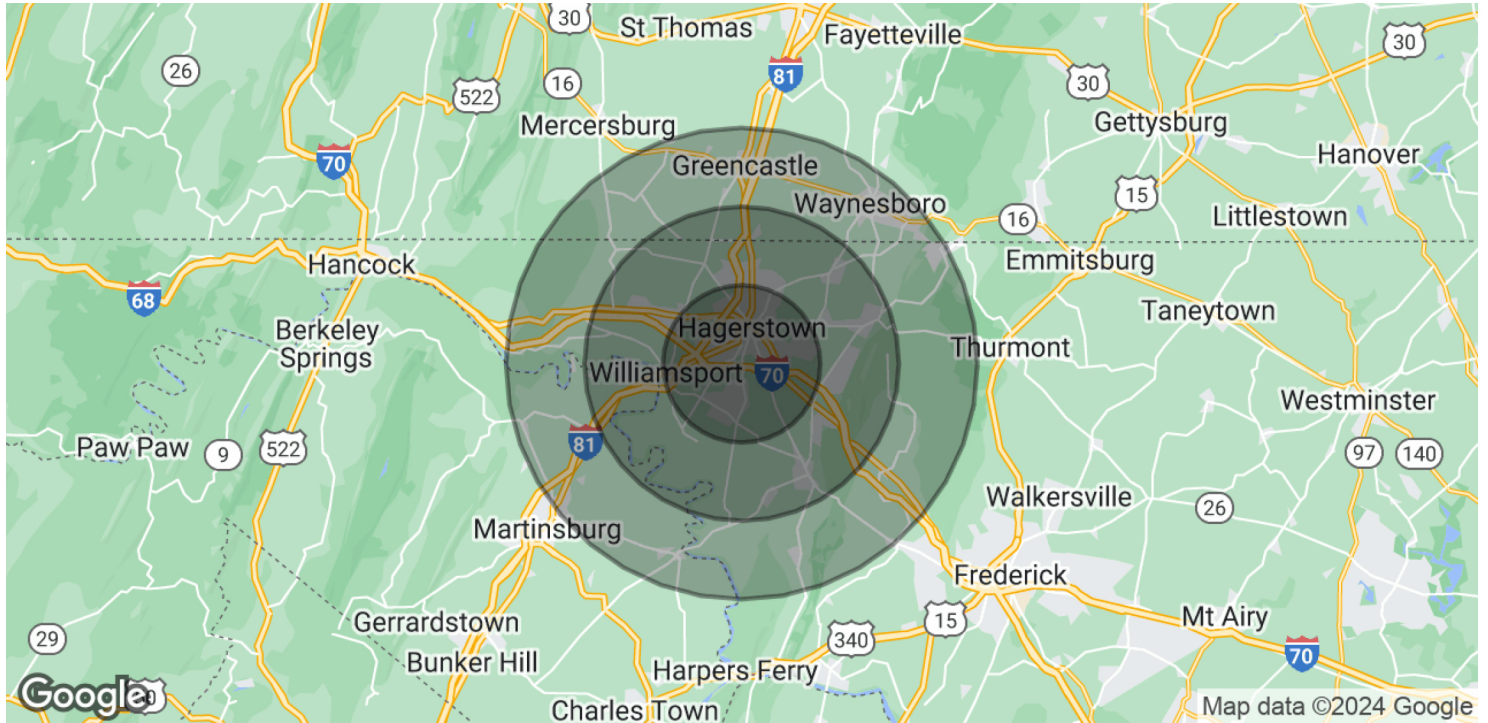 30
St Thomas
Fayetteville
30
26
81
522
16
30
Mercersburg
Gettysburg
Hanover
70
Greencastle
15
Waynesboro
16
Littlestown
Hancock
Emmitsburg
68
Taneytown
Berkeley
Springs
Hagerstown
Thurmont
Williamsport
70
Westminster
Paw Paw
9
522
81
97
140
Walkersville
26
Martinsburg
Frederick
Gerrardstown
15
Mt Airy
29
340
70
Bunker Hill
Harpers Ferry
Google
Charles Town
Map data ©2024 Google